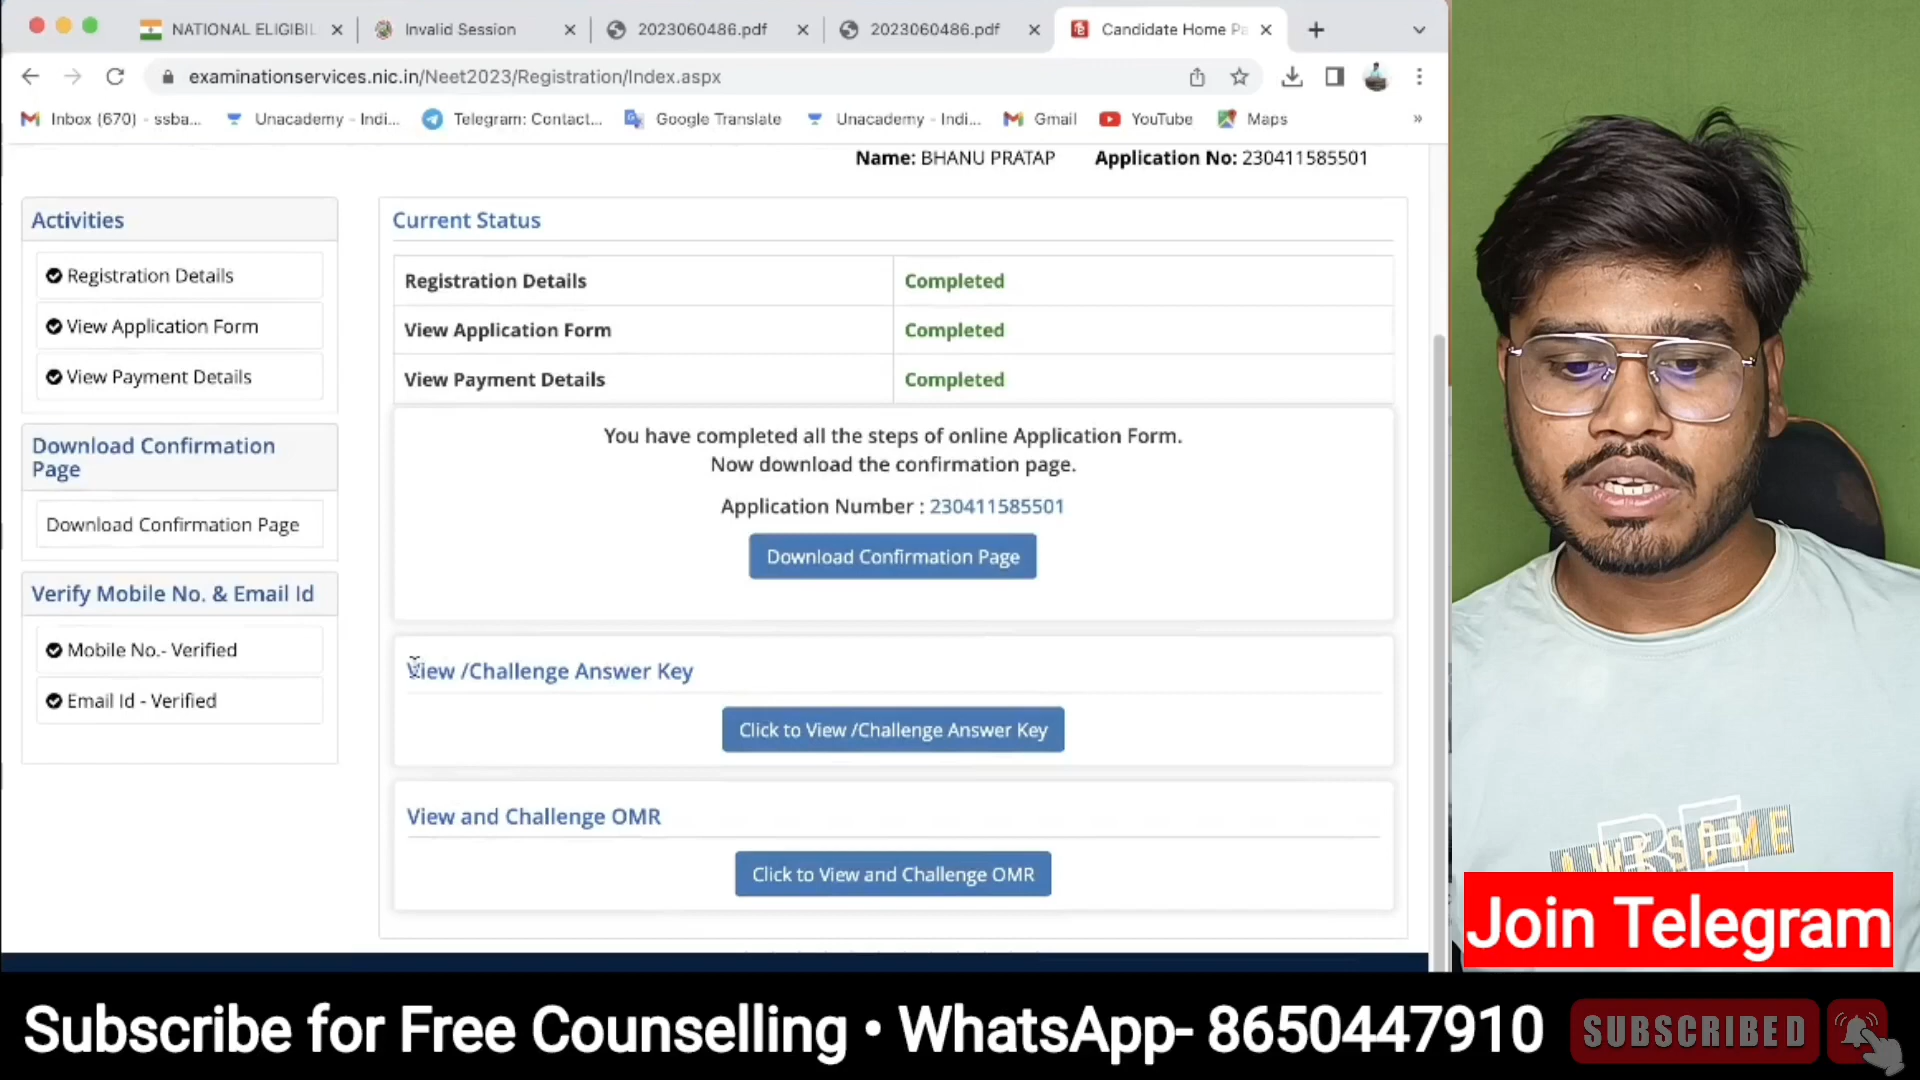 NATIONAL ELIGIBIL
Invalid Session
2023060486.pdf
2023060486.pdf
Candidate Home Pa
examinationservices.nic.in/Neet2023/Registration/Index.aspx
Inbox (670) - ssba...
Unacademy - Indi...
Telegram: Contact...
Google Translate
Unacademy - Indi...
Gmail
YouTube
Maps
»
Name: BHANU PRATAP
Application No: 230411585501
Activities
Registration Details
View Application Form
View Payment Details
Download Confirmation
Page
Download Confirmation Page
Verify Mobile No. & Email Id
Mobile No.- Verified
Email Id - Verified
Current Status
Registration Details Completed
View Application Form Completed
View Payment Details Completed
You have completed all the steps of online Application Form.
Now download the confirmation page.
Application Number : 230411585501
Download Confirmation Page
View /Challenge Answer Key
Click to View /Challenge Answer Key
View and Challenge OMR
Click to View and Challenge OMR
Join Telegram
Subscribe for Free Counselling • WhatsApp- 8650447910
SUBSCRIBED